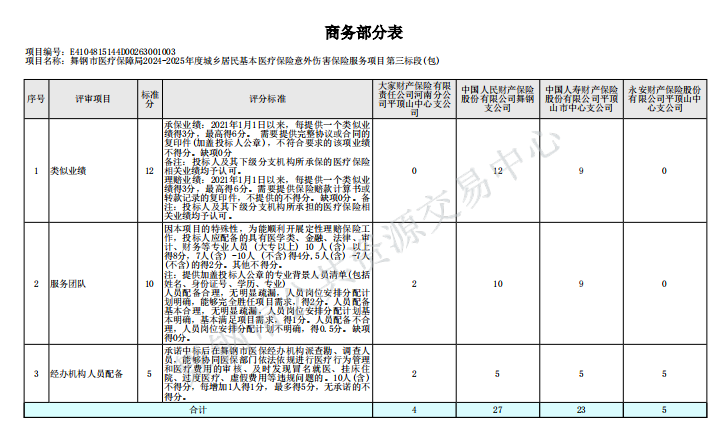 商务部分表
项目编号: E4104815144D00263001003
项目名称: 舞钢市医疗保障局2024-2025年度城乡居民基本医疗保险意外伤害保险服务项目第三标段(包)
序号 评审项目 标准分 评分标准 大家财产保险有限责任公司河南分公司平顶山中心支公司 中国人民财产保险股份有限公司舞钢支公司 中国人寿财产保险股份有限公司平顶山市中心支公司 永安财产保险股份有限公司平顶山中心支公司
1 类似业绩 12
承保业绩: 2021年1月1日以来, 每提供一个类似业
绩得3分, 最高得6分。 需要提供完整协议或合同的
复印件(加盖投标人公章), 不符合要求的该项业绩
不得分。缺项0分
备注: 投标人及其下级分支机构所承保的医疗保险
相关业绩均予认可。
理赔业绩: 2021年1月1日以来, 每提供一个类似业
绩得3分, 最高得6分。需要提供保险赔款计算书或
转款记录的复印件, 不提供的不得分。缺项0分。备
注: 投标人及其下级分支机构所承担的医疗保险相
关业绩均予认可。
0 12 9 0
2 服务团队 10
因本项目的特殊性, 为能顺利开展定性理赔保险工
作, 投标人应配备的具有医学类、金融、法律、审
计、财务等专业人员 (大专以上) 10 人(含) 以上
得8分, 7人(含) -10人 (不含)得4分, 5人(含) -7人
(不含)的得2分。其他不得分。
注: 提供加盖投标人公章的专业背景人员清单(包括
姓名、身份证号、学历、专业)
人员配备合理, 无明显疏漏, 人员岗位安排分配计
划明确, 能够完全胜任项目需求, 得2分。人员配备
基本合理, 无明显疏漏, 人员岗位安排分配计划基
本明确, 基本满足项目需求, 得1分。人员配备不合
理, 人员岗位安排分配计划不明确, 得0.5分。缺项
得0分。
2 10 9 0
3 经办机构人员配备 5
承诺中标后在舞钢市医保经办机构派查勘、调查人
员, 能够协同医保部门依法依规进行医疗行为管理
和医疗费用的审核、及时发现冒名就医、挂床住
院、过度医疗、虚假费用等违规问题的。10人(含)
不得分, 每增加1人得1分, 最多得5分, 无承诺的不
得分。
2 5 5 5
合计 4 27 23 5